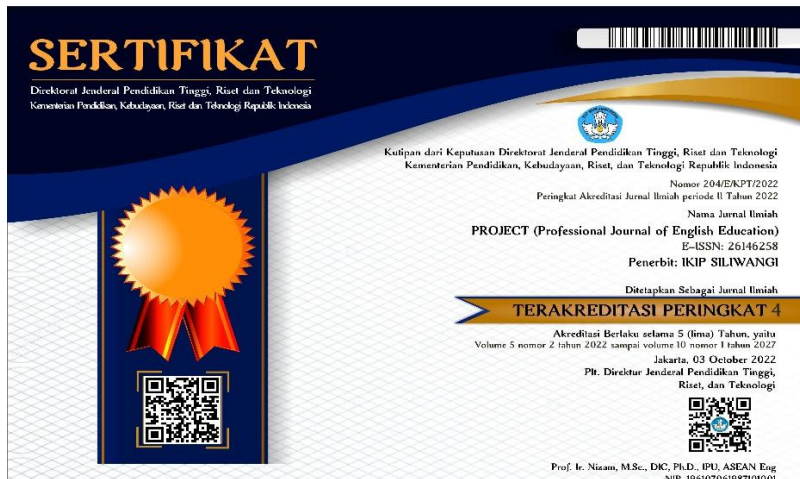 SERTIFIKAT
Direktorat Jenderal Pendidikan Tinggi, Riset dan Teknologi
Kementerian Pendidikan, Kebudayaan, Riset dan Teknologi Republik Indonesia
Kutipan dari Keputusan Direktorat Jenderal Pendidikan Tinggi, Riset dan Teknologi
Kementerian Pendidikan, Kebudayaan, Riset, dan Teknologi Republik Indonesia
Nomor 204/E/KPT/2022
Peringkat Akreditasi Jurnal Ilmiah periode II Tahun 2022
Nama Jurnal Ilmiah
PROJECT (Professional Journal of English Education)
E-ISSN: 26146258
Penerbit: IKIP SILIWANGI
Ditetapkan Sebagai Jurnal Ilmiah
TERAKREDITASI PERINGKAT 4
Akreditasi Berlaku selama 5 (lima) Tahun, yaitu
Volume 5 nomor 2 tahun 2022 sampai volume 10 nomor 1 tahun 2027
Jakarta, 03 October 2022
Plt. Direktur Jenderal Pendidikan Tinggi,
Riset, dan Teknologi
Prof. Ir. Nizam, M.Sc., DIC, Ph.D., IPU, ASEAN Eng
NIP. 196107061987101001